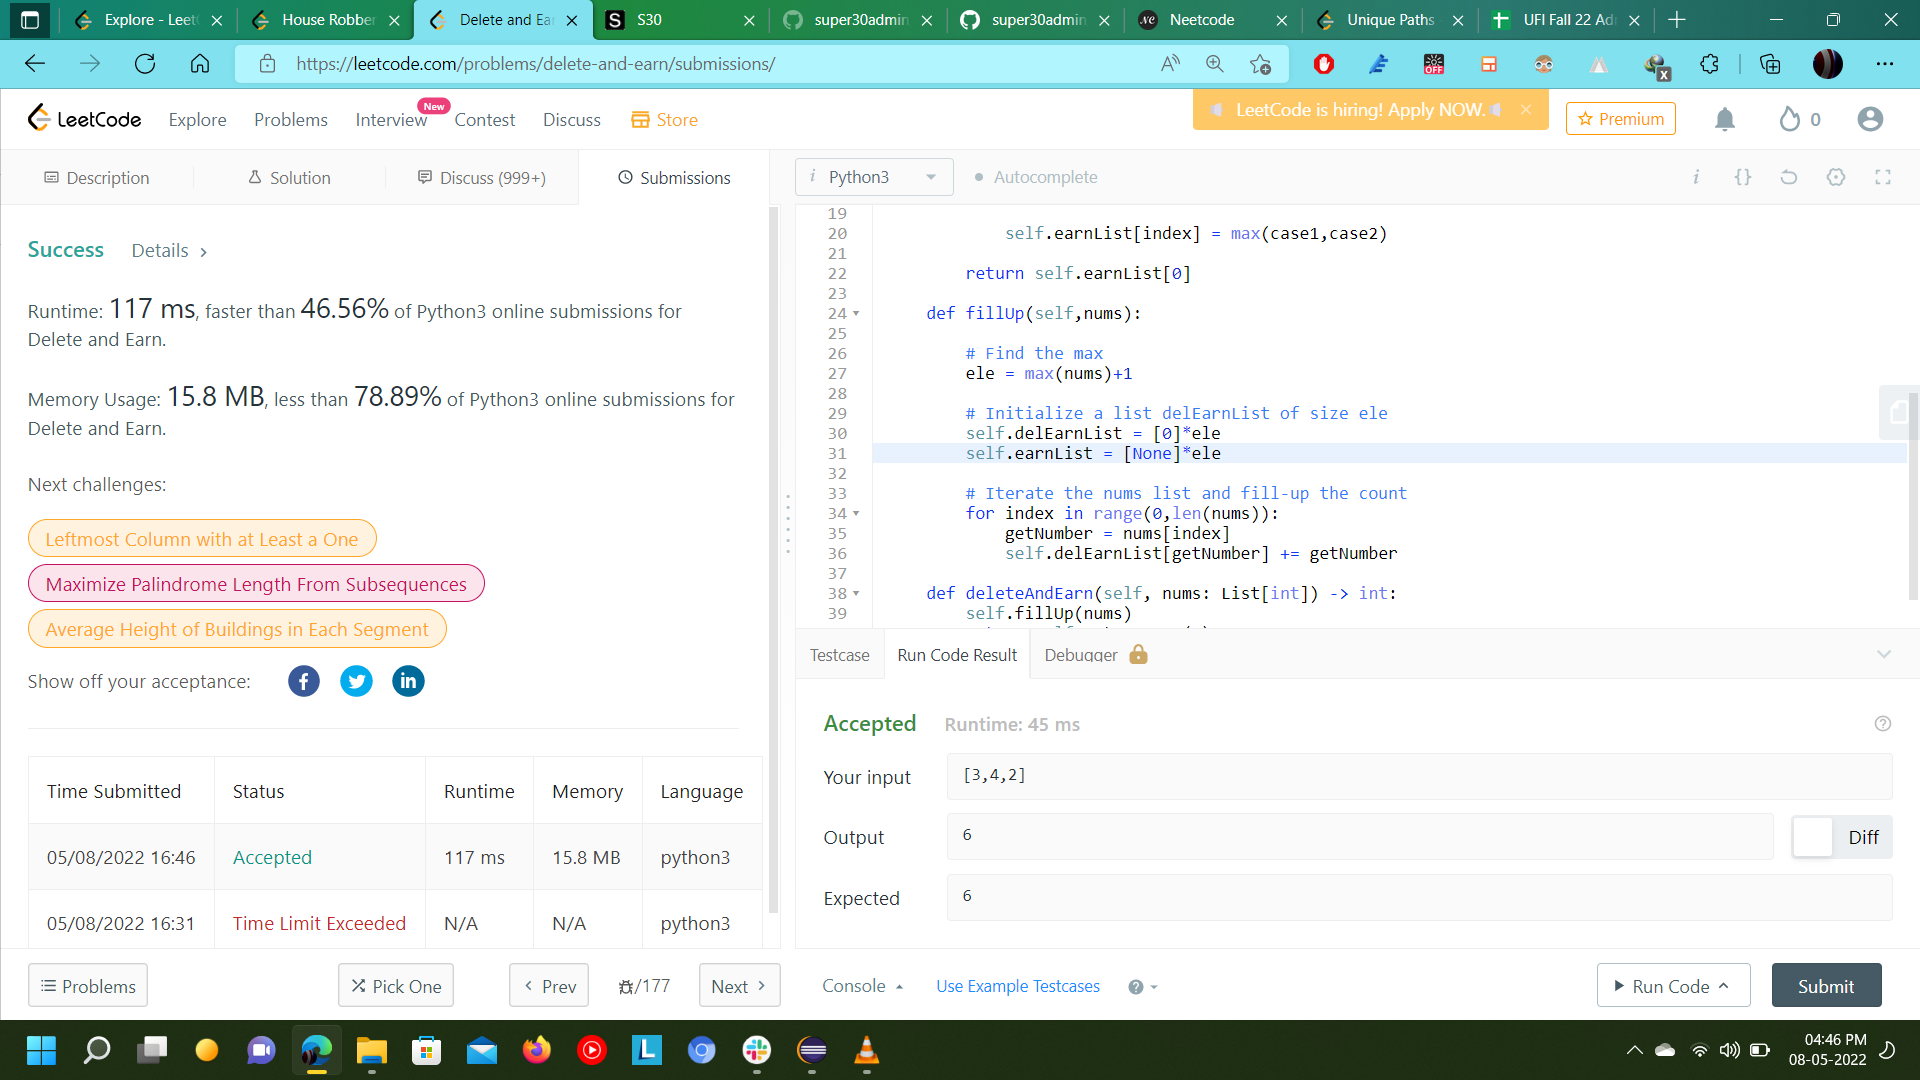 Explore - LeetC
House Robber
Delete and Ear
S30
super30admin
super30admin
Neetcode
Unique Paths
UFI Fall 22 Ad
https://leetcode.com/problems/delete-and-earn/submissions/
LeetCode
Explore
Problems
Interview
New
Contest
Discuss
Store
LeetCode is hiring! Apply NOW.
Premium
0
Description
Solution
Discuss (999+)
Submissions
i Python3
Autocomplete
Success
Details
Runtime: 117 ms, faster than 46.56% of Python3 online submissions for
Delete and Earn.
Memory Usage: 15.8 MB, less than 78.89% of Python3 online submissions for
Delete and Earn.
Next challenges:
Leftmost Column with at Least a One
Maximize Palindrome Length From Subsequences
Average Height of Buildings in Each Segment
Show off your acceptance:
Time Submitted Status Runtime Memory Language
05/08/2022 16:46 Accepted 117 ms 15.8 MB python3
05/08/2022 16:31 Time Limit Exceeded N/A N/A python3
19
20 self.earnList[index] = max(case1,case2)
21
22 return self.earnList[0]
23
24 def fillUp(self,nums):
25
26 # Find the max
27 ele = max(nums)+1
28
29 # Initialize a list delEarnList of size ele
30 self.delEarnList = [0]*ele
31 self.earnList = [None]*ele
32
33 # Iterate the nums list and fill-up the count
34 for index in range(0,len(nums)):
35 getNumber = nums[index]
36 self.delEarnList[getNumber] += getNumber
37
38 def deleteAndEarn(self, nums: List[int]) -> int:
39 self.fillUp(nums)
Testcase
Run Code Result
Debugger
Accepted
Runtime: 45 ms
Your input
[3,4,2]
Output
6
Diff
Expected
6
Problems
Pick One
Prev
/177
Next
Console
Use Example Testcases
Run Code
Submit
04:46 PM
08-05-2022